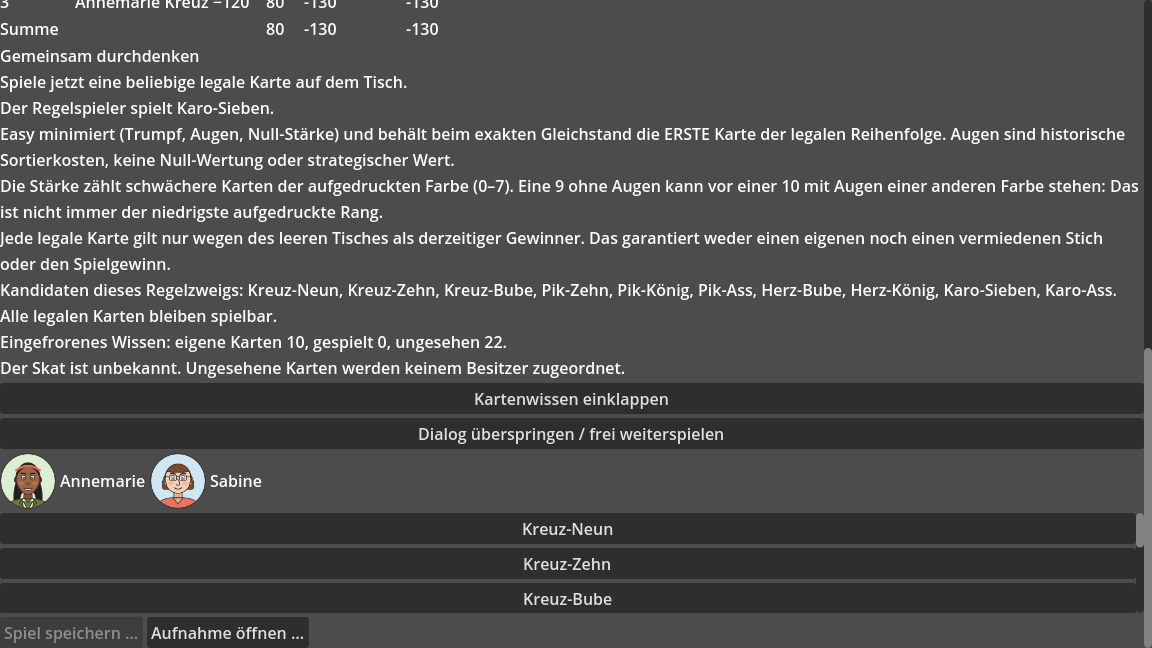 3 Annemarie Kreuz −120 80 -130 -130
Summe 80 -130 -130
Gemeinsam durchdenken
Spiele jetzt eine beliebige legale Karte auf dem Tisch.
Der Regelspieler spielt Karo-Sieben.
Easy minimiert (Trumpf, Augen, Null-Stärke) und behält beim exakten Gleichstand die ERSTE Karte der legalen Reihenfolge. Augen sind historische
Sortierkosten, keine Null-Wertung oder strategischer Wert.
Die Stärke zählt schwächere Karten der aufgedruckten Farbe (0–7). Eine 9 ohne Augen kann vor einer 10 mit Augen einer anderen Farbe stehen: Das
ist nicht immer der niedrigste aufgedruckte Rang.
Jede legale Karte gilt nur wegen des leeren Tisches als derzeitiger Gewinner. Das garantiert weder einen eigenen noch einen vermiedenen Stich
oder den Spielgewinn.
Kandidaten dieses Regelzweigs: Kreuz-Neun, Kreuz-Zehn, Kreuz-Bube, Pik-Zehn, Pik-König, Pik-Ass, Herz-Bube, Herz-König, Karo-Sieben, Karo-Ass.
Alle legalen Karten bleiben spielbar.
Eingefrorenes Wissen: eigene Karten 10, gespielt 0, ungesehen 22.
Der Skat ist unbekannt. Ungesehene Karten werden keinem Besitzer zugeordnet.
Kartenwissen einklappen
Dialog überspringen / frei weiterspielen
Annemarie Sabine
Kreuz-Neun
Kreuz-Zehn
Kreuz-Bube
Spiel speichern ... Aufnahme öffnen ...